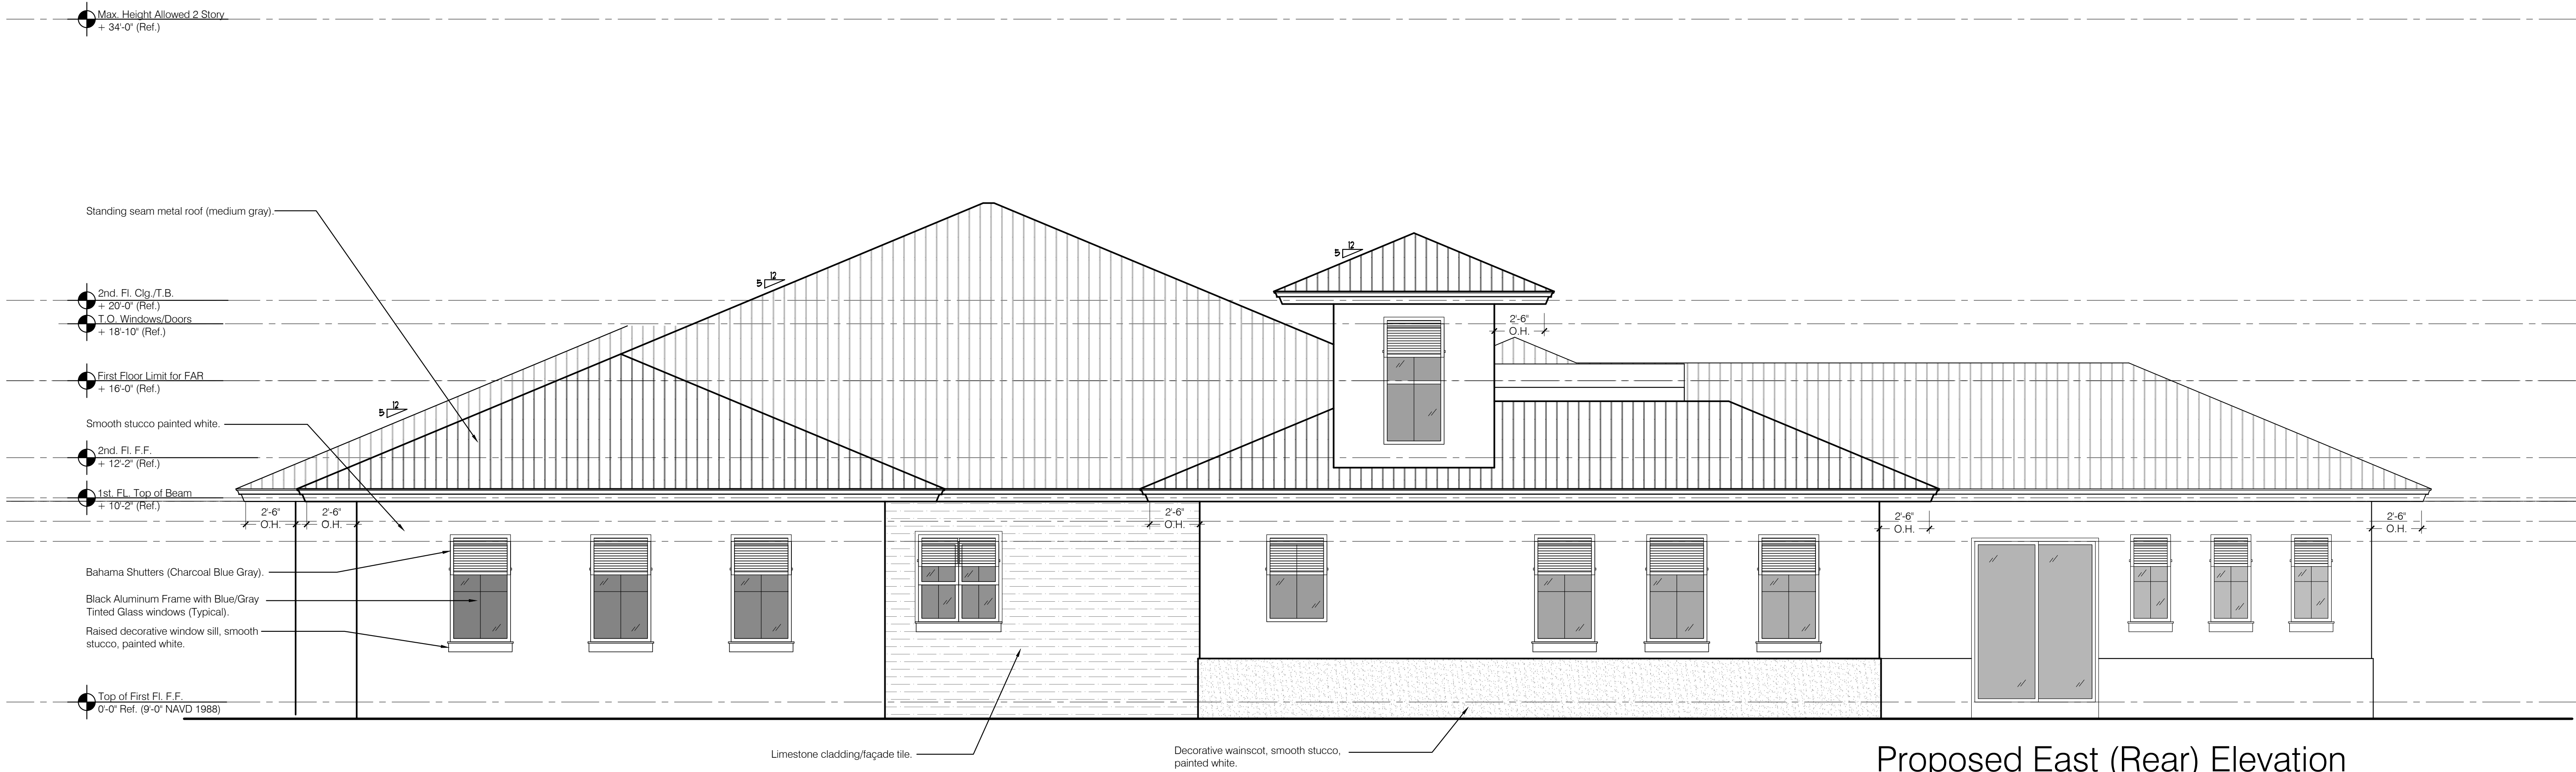 Max. Height Allowed 2 Story
+ 34'-0" (Ref.)
Standing seam metal roof (medium gray).
12
5
12
5
2nd. Fl. Clg./T.B.
+ 20'-0" (Ref.)
T.O. Windows/Doors
+ 18'-10" (Ref.)
2'-6"
O.H.
First Floor Limit for FAR
+ 16'-0" (Ref.)
12
5
Smooth stucco painted white.
2nd. Fl. F.F.
+ 12'-2" (Ref.)
1st. FL. Top of Beam
+ 10'-2" (Ref.)
2'-6"
O.H.
2'-6"
O.H.
2'-6"
O.H.
2'-6"
O.H.
2'-6"
O.H.
Bahama Shutters (Charcoal Blue Gray).
Black Aluminum Frame with Blue/Gray
Tinted Glass windows (Typical).
Raised decorative window sill, smooth
stucco, painted white.
Top of First Fl. F.F.
0'-0" Ref. (9'-0" NAVD 1988)
Limestone cladding/façade tile.
Decorative wainscot, smooth stucco,
painted white.
Proposed East (Rear) Elevation